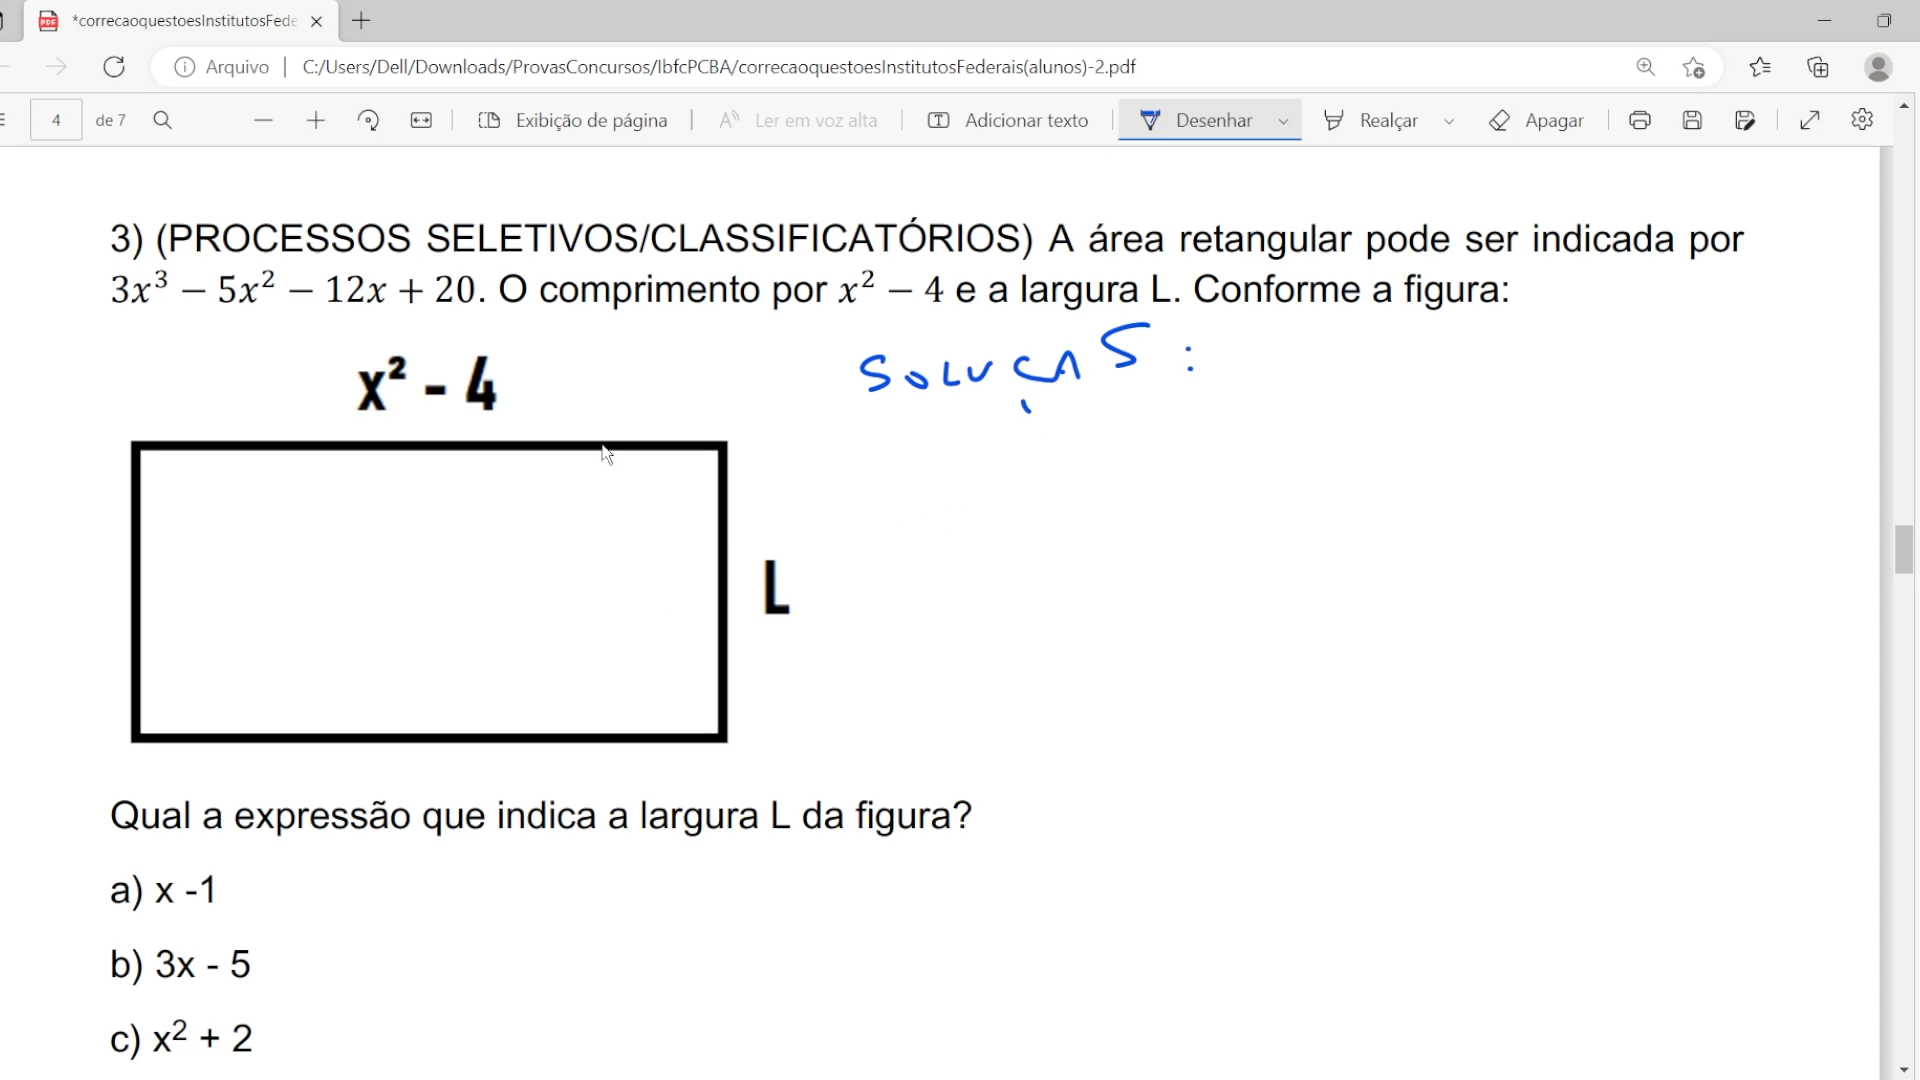 *correcaoquestoesInstitutosFede
Arquivo | C:/Users/Dell/Downloads/ProvasConcursos/IbfcPCBA/correcaoquestoesInstitutosFederais(alunos)-2.pdf
4 de 7 Exibição de página Ler em voz alta Adicionar texto Desenhar Realçar Apagar
3) (PROCESSOS SELETIVOS/CLASSIFICATÓRIOS) A área retangular pode ser indicada por
3x³ − 5x² − 12x + 20. O comprimento por x² − 4 e a largura L. Conforme a figura:
SOLUÇÃO :
x² - 4
L
Qual a expressão que indica a largura L da figura?
a) x -1
b) 3x - 5
c) x² + 2